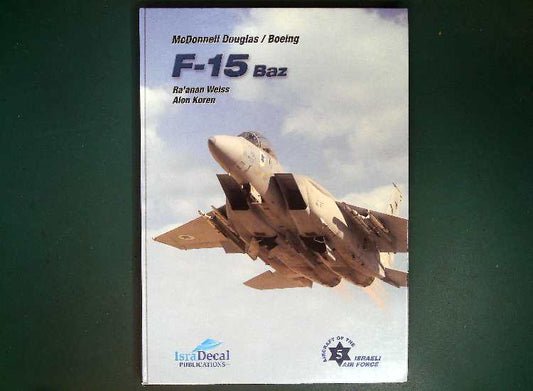 McDonnell Douglas / Boeing
F-15 Baz
Ra'anan Weiss
Alon Koren
IsraDecal
PUBLICATIONS
AIRCRAFT OF THE
5
ISRAELI
AIR FORCE